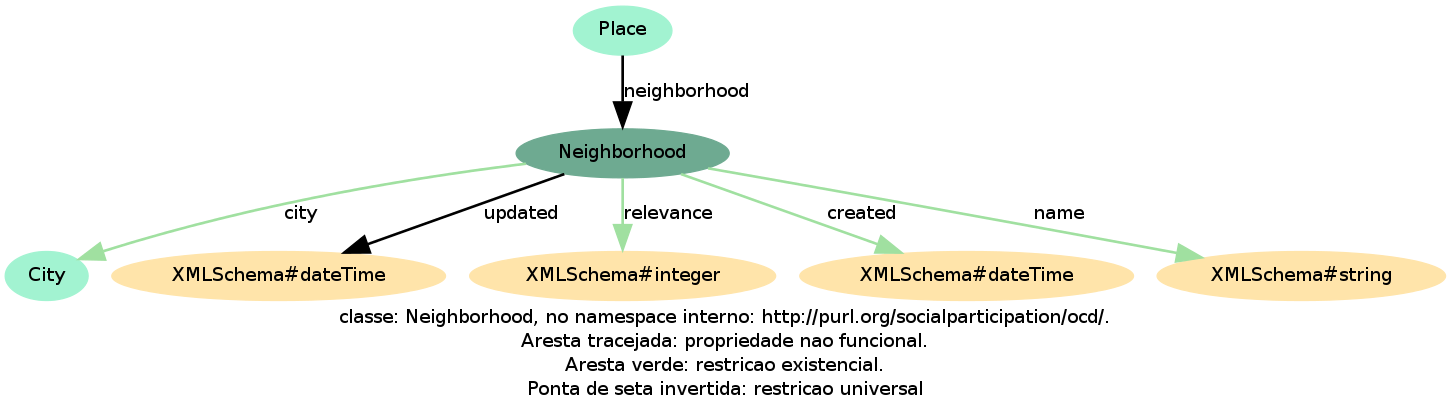 Place
neighborhood
Neighborhood
city
updated
relevance
created
name
City
XMLSchema#dateTime
XMLSchema#integer
XMLSchema#dateTime
XMLSchema#string
classe: Neighborhood, no namespace interno: http://purl.org/socialparticipation/ocd/.
Aresta tracejada: propriedade nao funcional.
Aresta verde: restricao existencial.
Ponta de seta invertida: restricao universal